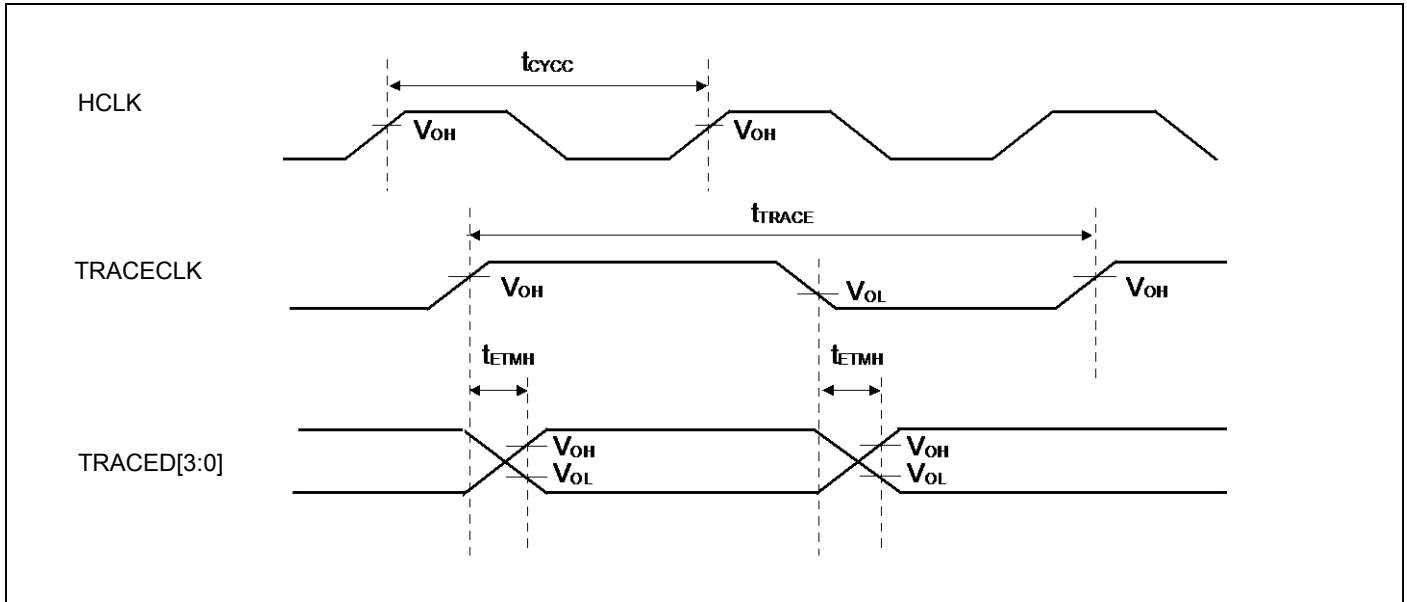 tCYCC
HCLK
VOH
VOH
tTRACE
TRACECLK
VOH
VOL
VOH
tETMH
tETMH
TRACED[3:0]
VOH
VOH
VOL
VOL